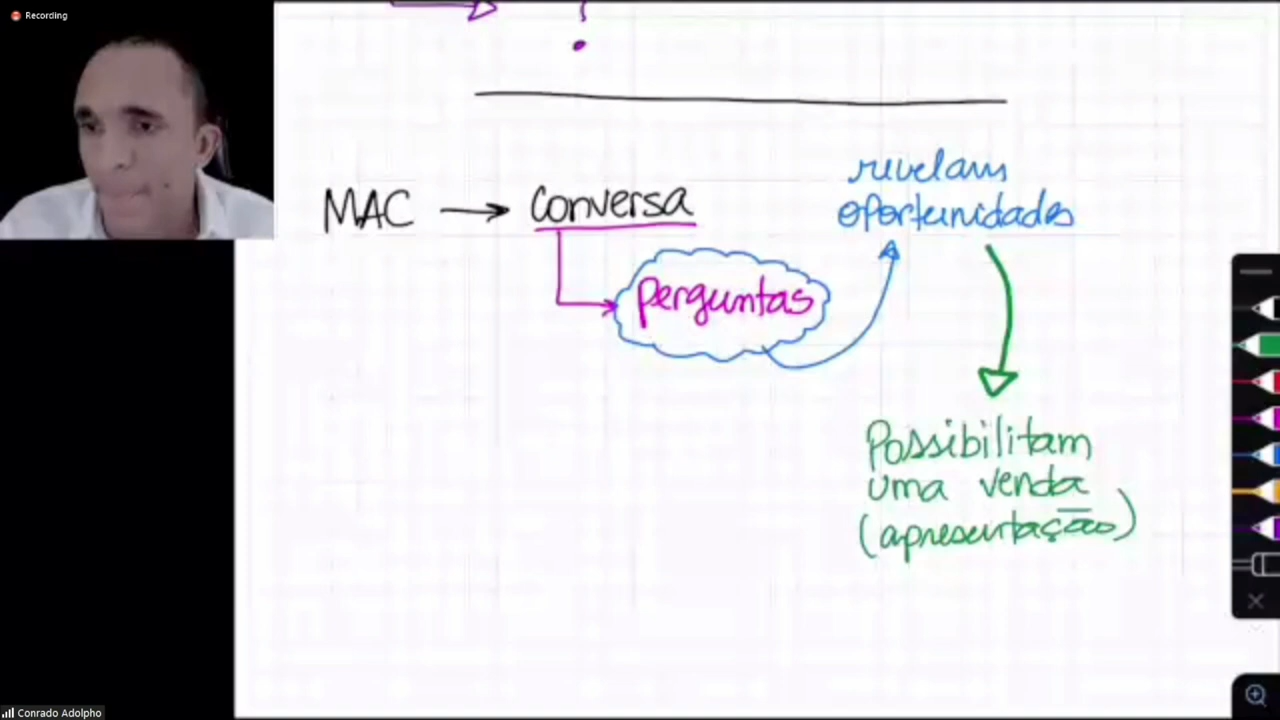 Recording
MAC → conversa
perguntas
revelam
oportunidades
Possibilitam
uma venda
(apresentação)
Conrado Adolpho